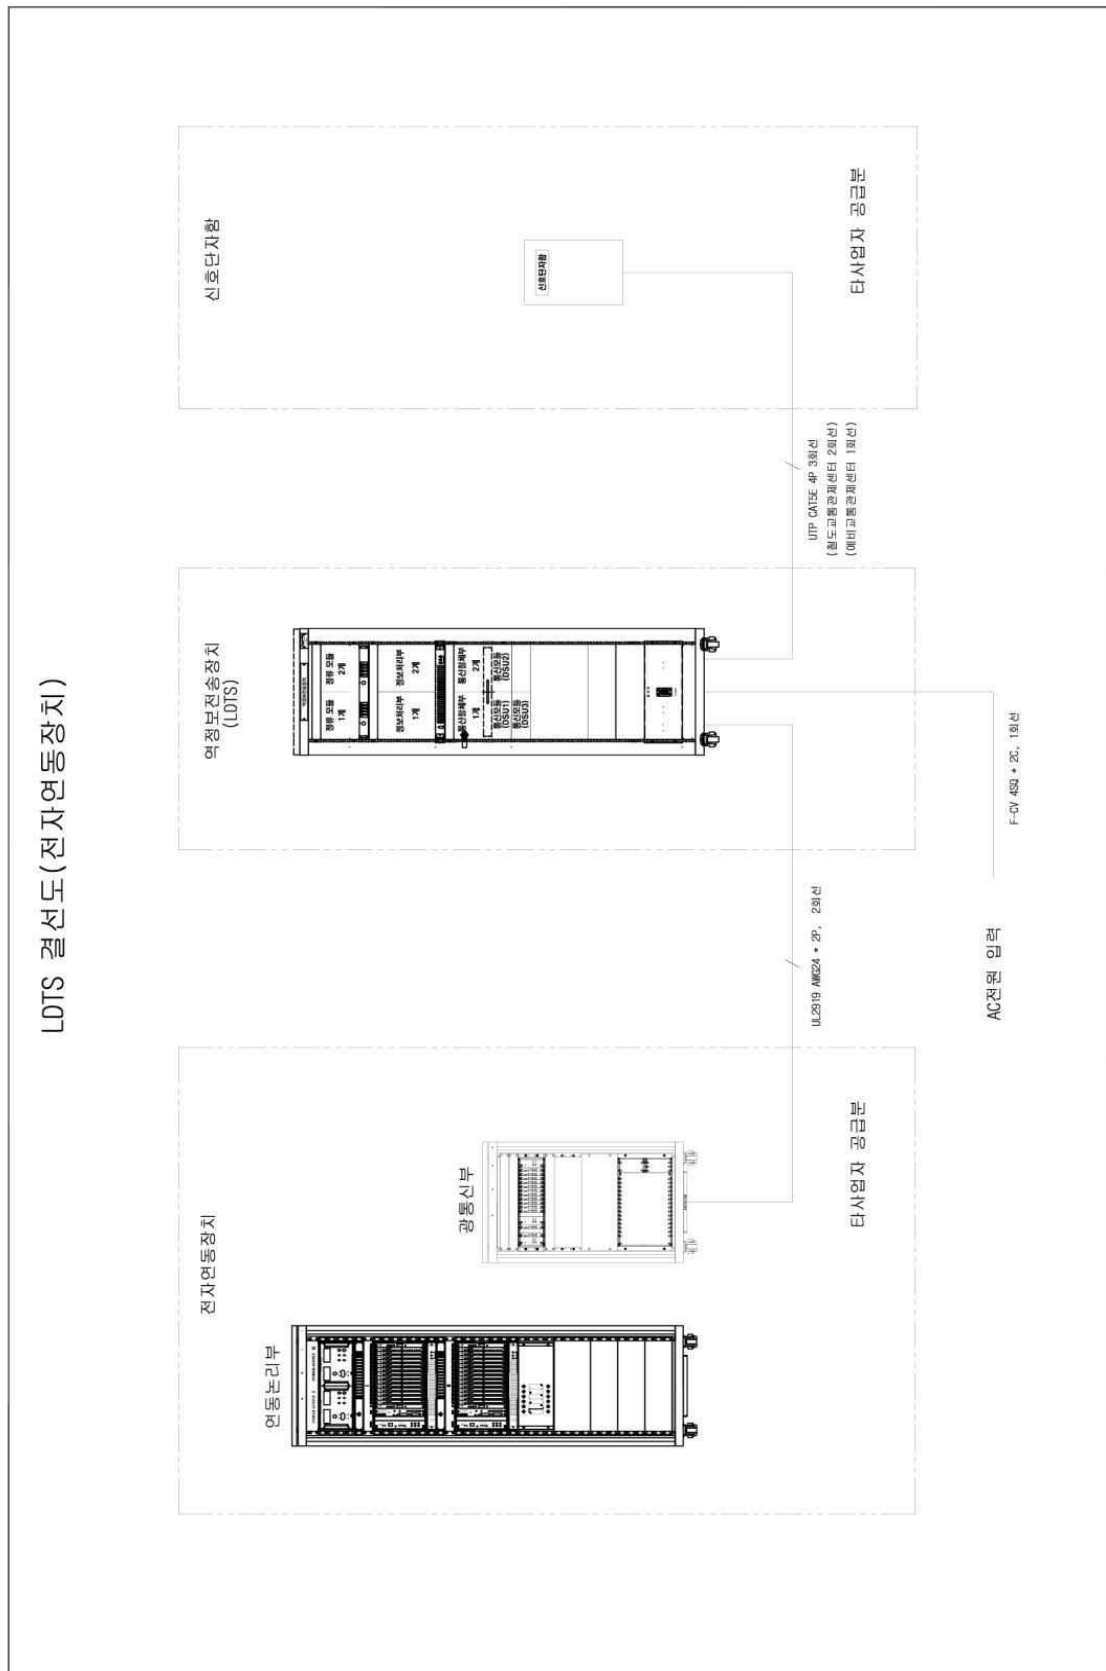 LDTS 결선도(전자연동장치)
전자연동장치
연동논리부
광통신부
타사업자 공급분
UL2919 AWG24 * 2P, 2회선
AC전원 입력
F-CV 4SQ * 2C, 1회선
역정보전송장치
(LDTS)
정류 모듈
1계
정류 모듈
2계
정보처리부
1계
정보처리부
2계
통신절체부
1계
통신절체부
2계
통신모듈
(DSU1)
통신모듈
(DSU2)
통신모듈
(DSU3)
UTP CAT5E 4P 3회선
(철도교통관제센터 2회선)
(예비교통관제센터 1회선)
신호단자함
신호단자함
타사업자 공급분